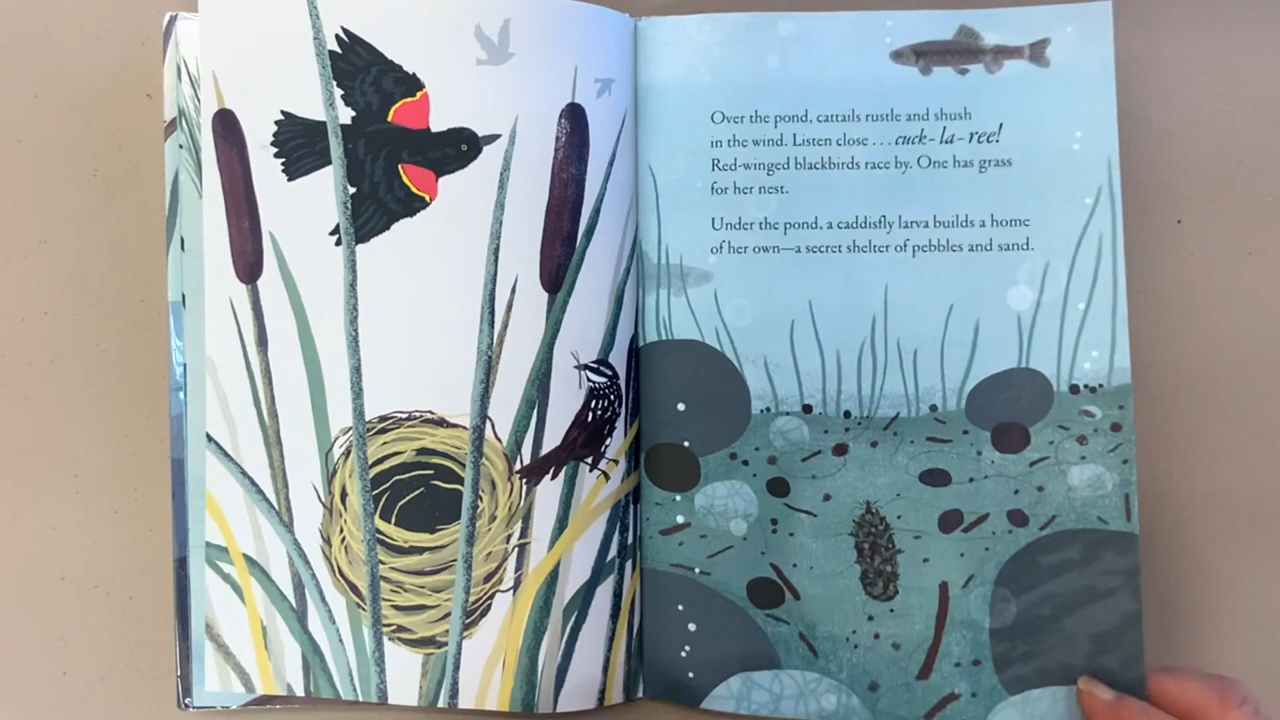 Over the pond, cattails rustle and shush
in the wind. Listen close . . . cuck-la-ree!
Red-winged blackbirds race by. One has grass
for her nest.
Under the pond, a caddisfly larva builds a home
of her own—a secret shelter of pebbles and sand.